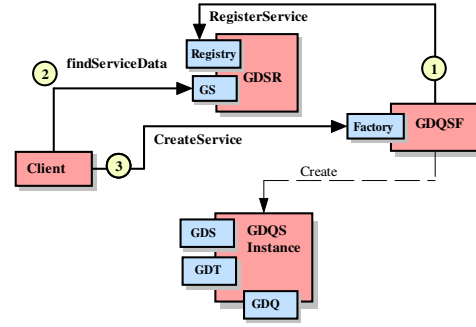 RegisterService
1
2
findServiceData
Registry
GDSR
GS
Factory
GDQSF
CreateService
Client
3
Create
GDS
GDQS
Instance
GDT
GDQ